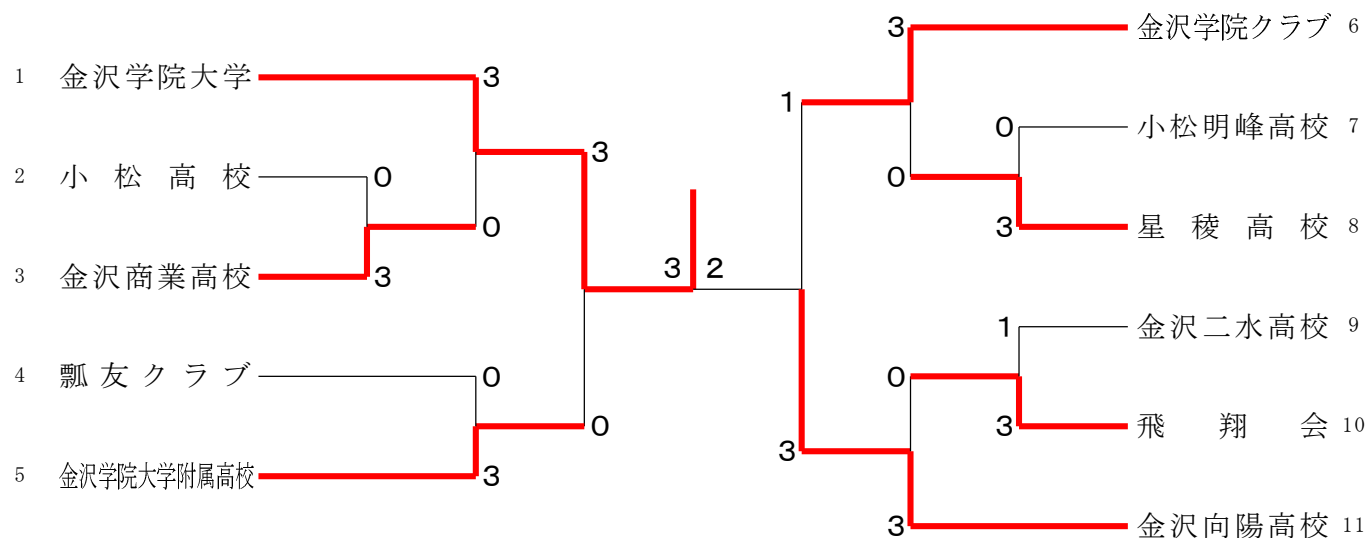 1 金沢学院大学 3
2 小松高校 0
3 金沢商業高校 3
0
3
4 瓢友クラブ 0
5 金沢学院大学附属高校 3
0
3 2
3 金沢学院クラブ 6
1
0 小松明峰高校 7
0
3 星稜高校 8
1 金沢二水高校 9
0
3 飛翔会 10
3
3 金沢向陽高校 11